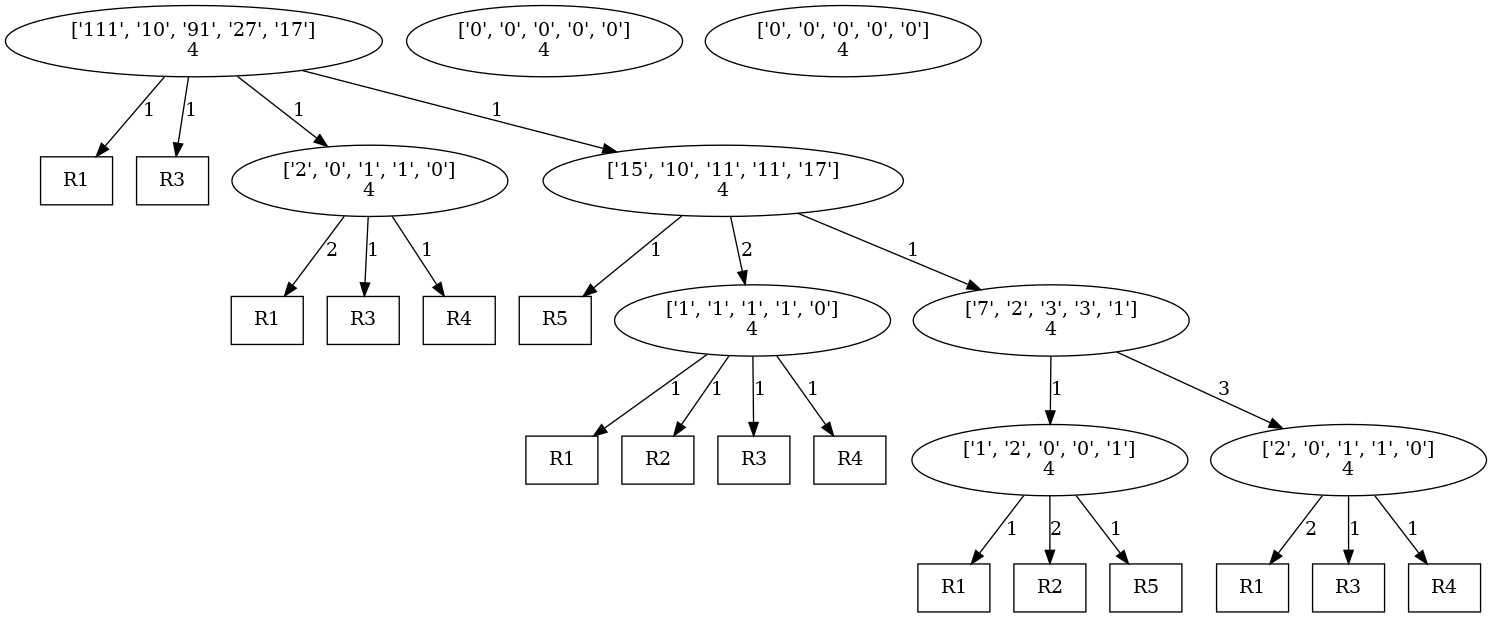 ['111', '10', '91', '27', '17']
4
['0', '0', '0', '0', '0']
4
['0', '0', '0', '0', '0']
4
1
1
1
1
R1
R3
['2', '0', '1', '1', '0']
4
['15', '10', '11', '11', '17']
4
2
1
1
1
2
1
R1
R3
R4
R5
['1', '1', '1', '1', '0']
4
['7', '2', '3', '3', '1']
4
1
1
1
1
1
3
R1
R2
R3
R4
['1', '2', '0', '0', '1']
4
['2', '0', '1', '1', '0']
4
1
2
1
2
1
1
R1
R2
R5
R1
R3
R4